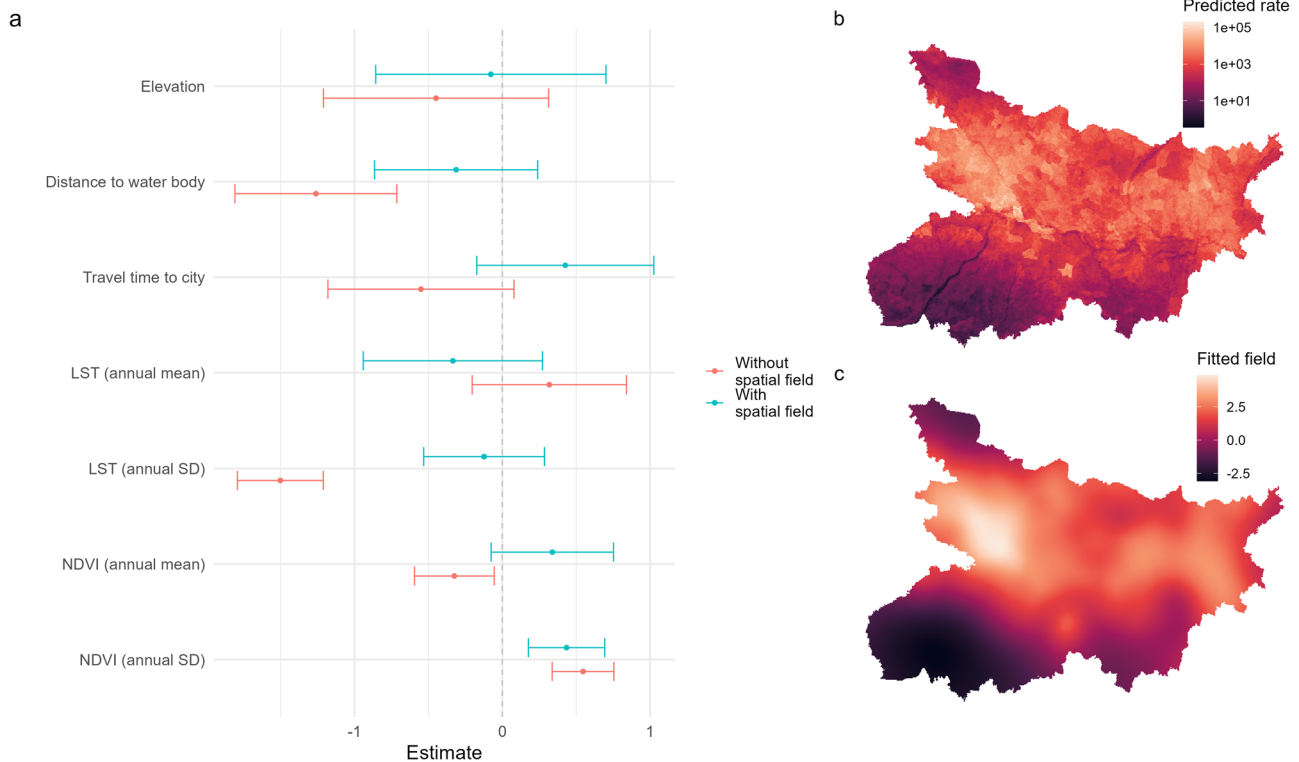 a
Elevation
Distance to water body
Travel time to city
LST (annual mean)
LST (annual SD)
NDVI (annual mean)
NDVI (annual SD)
-1
0
1
Estimate
Without
spatial field
With
spatial field
b
Predicted rate
1e+05
1e+03
1e+01
c
Fitted field
2.5
0.0
-2.5